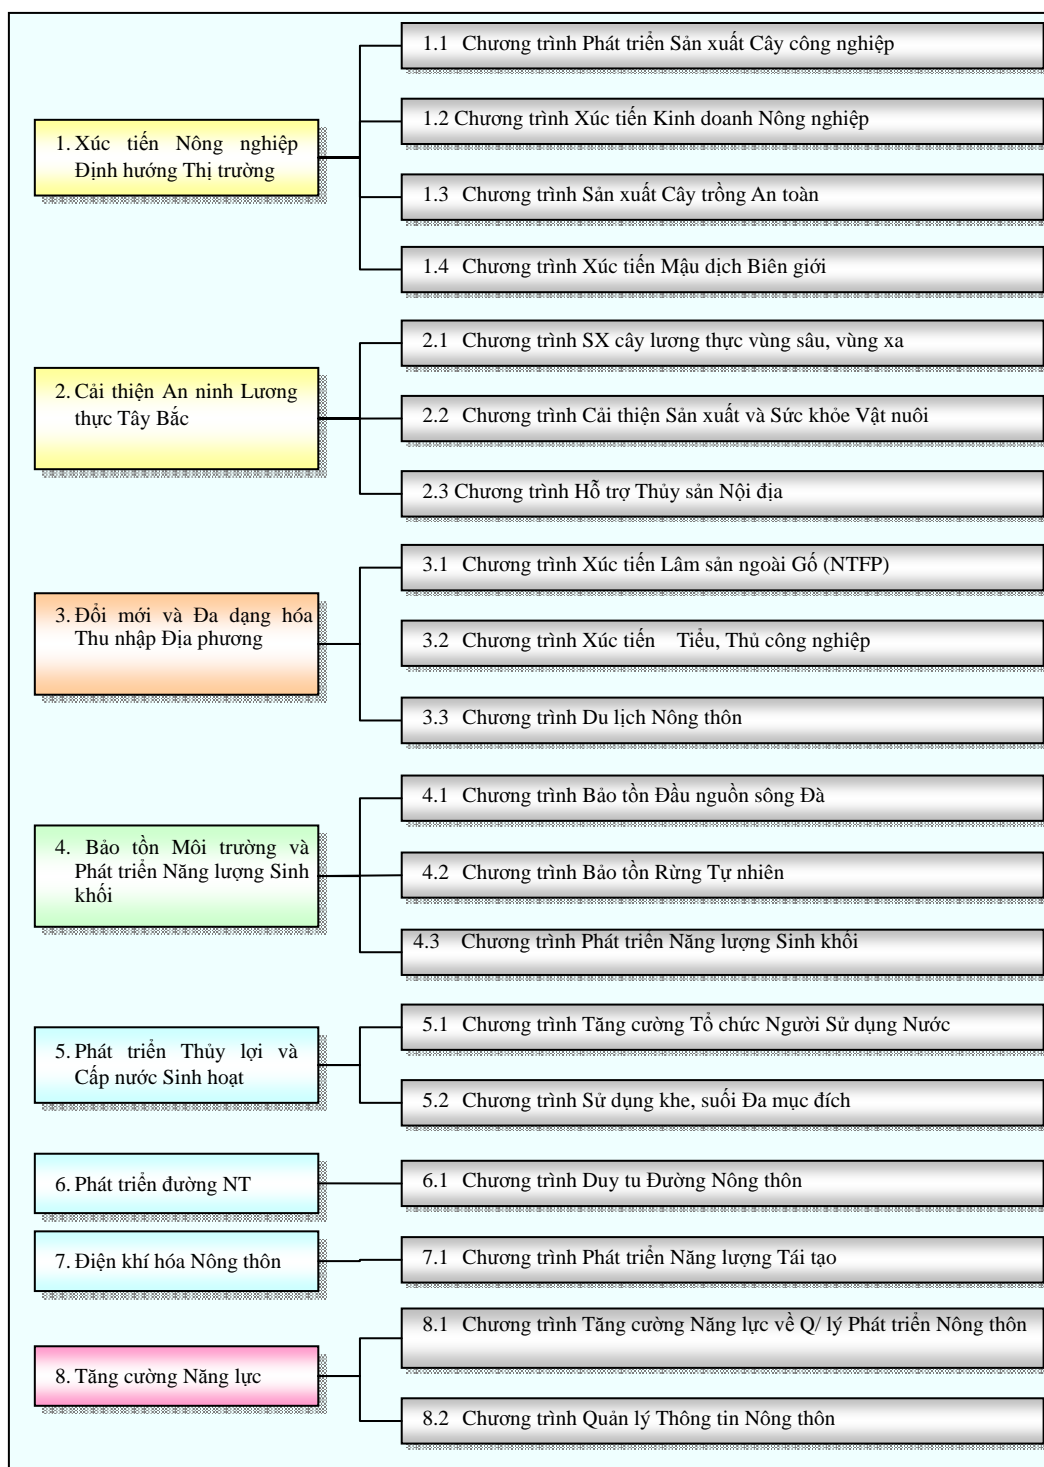 1.1 Chương trình Phát triển Sản xuất Cây công nghiệp
1.2 Chương trình Xúc tiến Kinh doanh Nông nghiệp
1. Xúc tiến Nông nghiệp
Định hướng Thị trường
1.3 Chương trình Sản xuất Cây trồng An toàn
1.4 Chương trình Xúc tiến Mậu dịch Biên giới
2.1 Chương trình SX cây lương thực vùng sâu, vùng xa
2. Cải thiện An ninh Lương
thực Tây Bắc
2.2 Chương trình Cải thiện Sản xuất và Sức khỏe Vật nuôi
2.3 Chương trình Hỗ trợ Thủy sản Nội địa
3.1 Chương trình Xúc tiến Lâm sản ngoài Gố (NTFP)
3. Đổi mới và Đa dạng hóa
Thu nhập Địa phương
3.2 Chương trình Xúc tiến Tiểu, Thủ công nghiệp
3.3 Chương trình Du lịch Nông thôn
4.1 Chương trình Bảo tồn Đầu nguồn sông Đà
4. Bảo tồn Môi trường và
Phát triển Năng lượng Sinh
khối
4.2 Chương trình Bảo tồn Rừng Tự nhiên
4.3 Chương trình Phát triển Năng lượng Sinh khối
5.1 Chương trình Tăng cường Tổ chức Người Sử dụng Nước
5. Phát triển Thủy lợi và
Cấp nước Sinh hoạt
5.2 Chương trình Sử dụng khe, suối Đa mục đích
6. Phát triển đường NT
6.1 Chương trình Duy tu Đường Nông thôn
7. Điện khí hóa Nông thôn
7.1 Chương trình Phát triển Năng lượng Tái tạo
8.1 Chương trình Tăng cường Năng lực về Q/ lý Phát triển Nông thôn
8. Tăng cường Năng lực
8.2 Chương trình Quản lý Thông tin Nông thôn